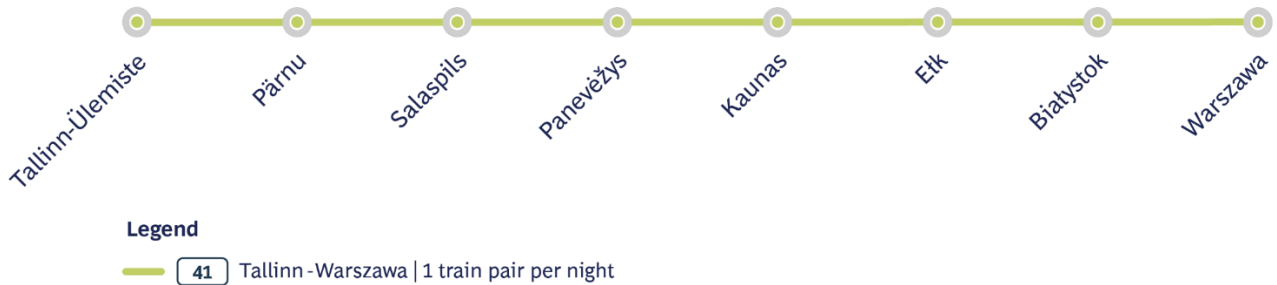 Tallinn-Ülemiste
Pärnu
Salaspils
Panevėžys
Kaunas
Ełk
Białystok
Warszawa
Legend
41 Tallinn - Warszawa | 1 train pair per night